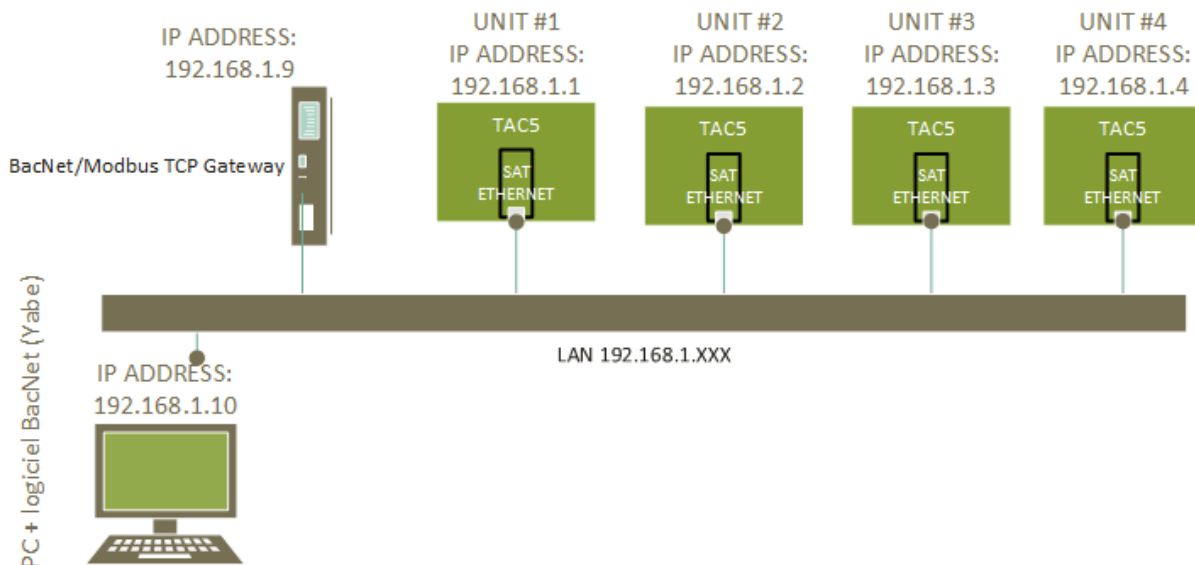 IP ADDRESS:
192.168.1.9
BacNet/Modbus TCP Gateway
UNIT #1
IP ADDRESS:
192.168.1.1
TAC5
SAT
ETHERNET
UNIT #2
IP ADDRESS:
192.168.1.2
TAC5
SAT
ETHERNET
UNIT #3
IP ADDRESS:
192.168.1.3
TAC5
SAT
ETHERNET
UNIT #4
IP ADDRESS:
192.168.1.4
TAC5
SAT
ETHERNET
LAN 192.168.1.XXX
PC + logiciel BacNet (Yabe)
IP ADDRESS:
192.168.1.10